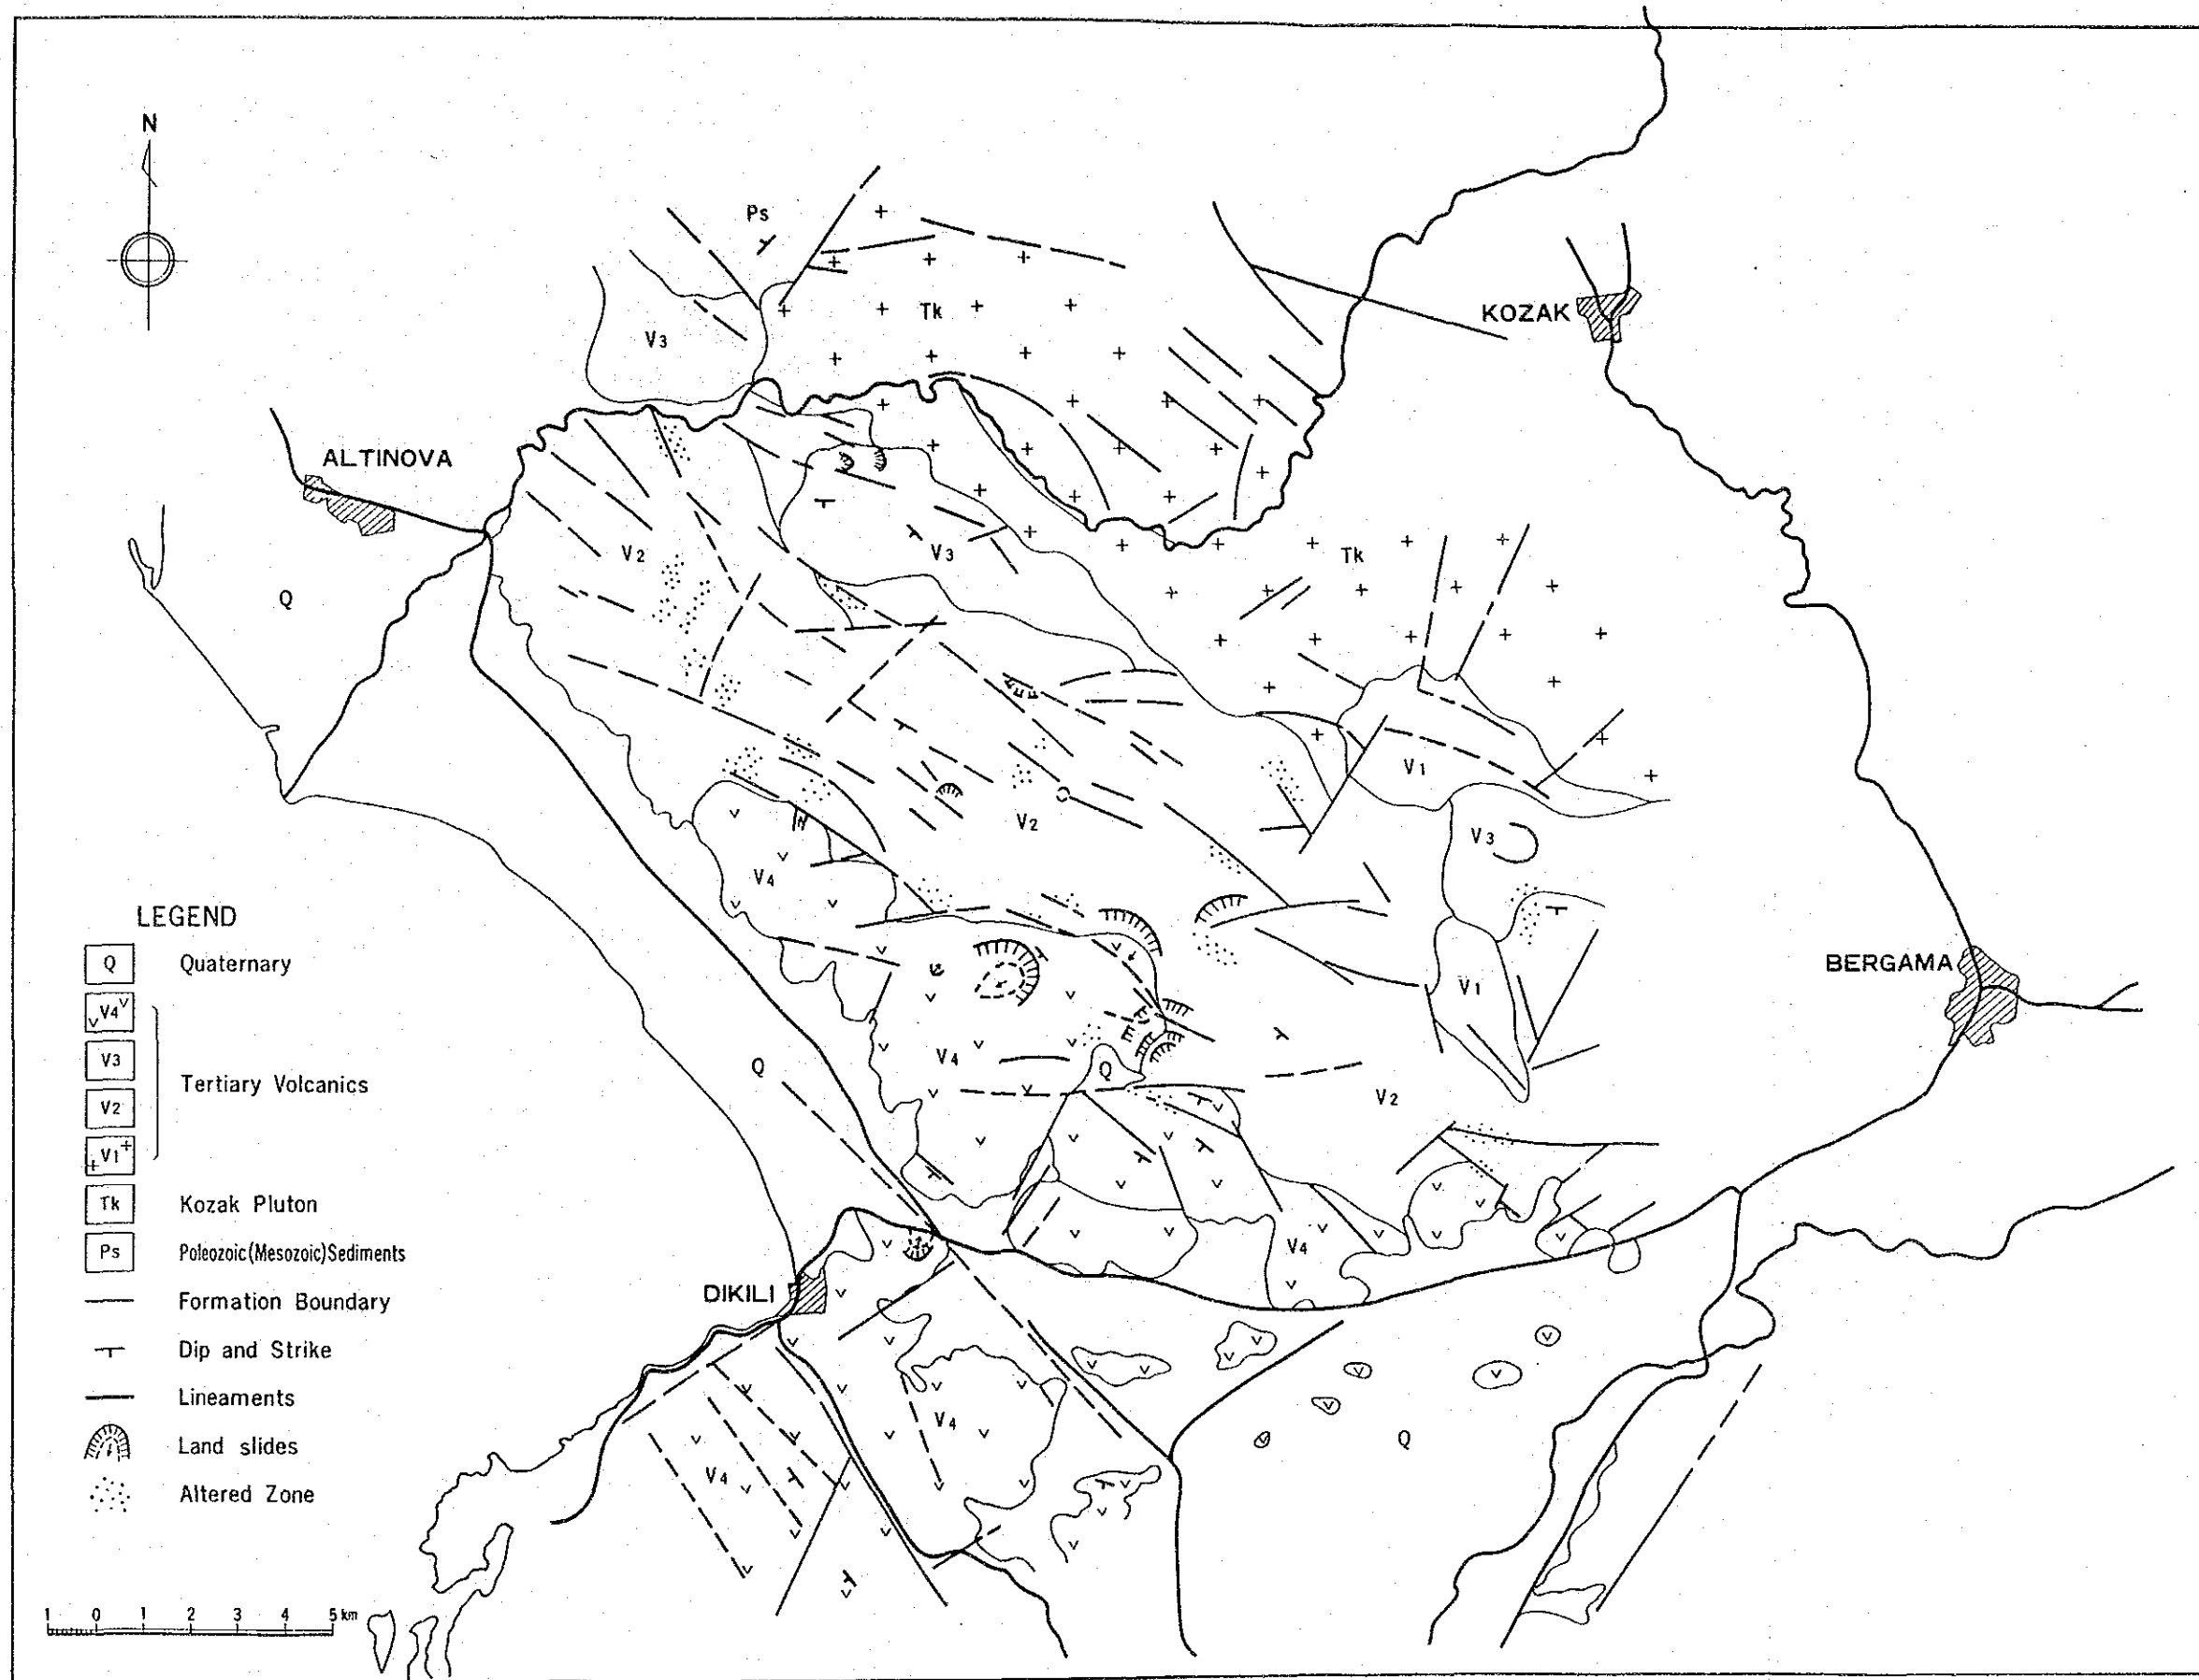 N
Ps
Tk
KOZAK
V3
ALTINOVA
V2
V3
Tk
Q
V1
V2
V3
V4
LEGEND
Q Quaternary
V4
V3
Tertiary Volcanics
V2
V1
Tk Kozak Pluton
Ps Poleozoic(Mesozoic)Sediments
Formation Boundary
Dip and Strike
Lineaments
Land slides
Altered Zone
BERGAMA
V1
V4
Q
Q
V2
V4
DIKILI
V4
Q
V4
1 0 1 2 3 4 5 km